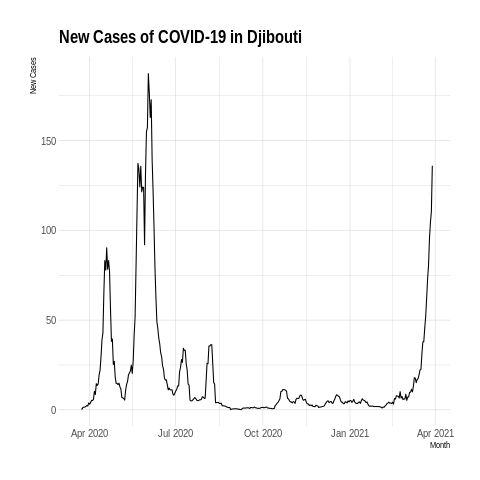 New Cases of COVID-19 in Djibouti
New Cases
150
100
50
0
Apr 2020
Jul 2020
Oct 2020
Jan 2021
Apr 2021
Month